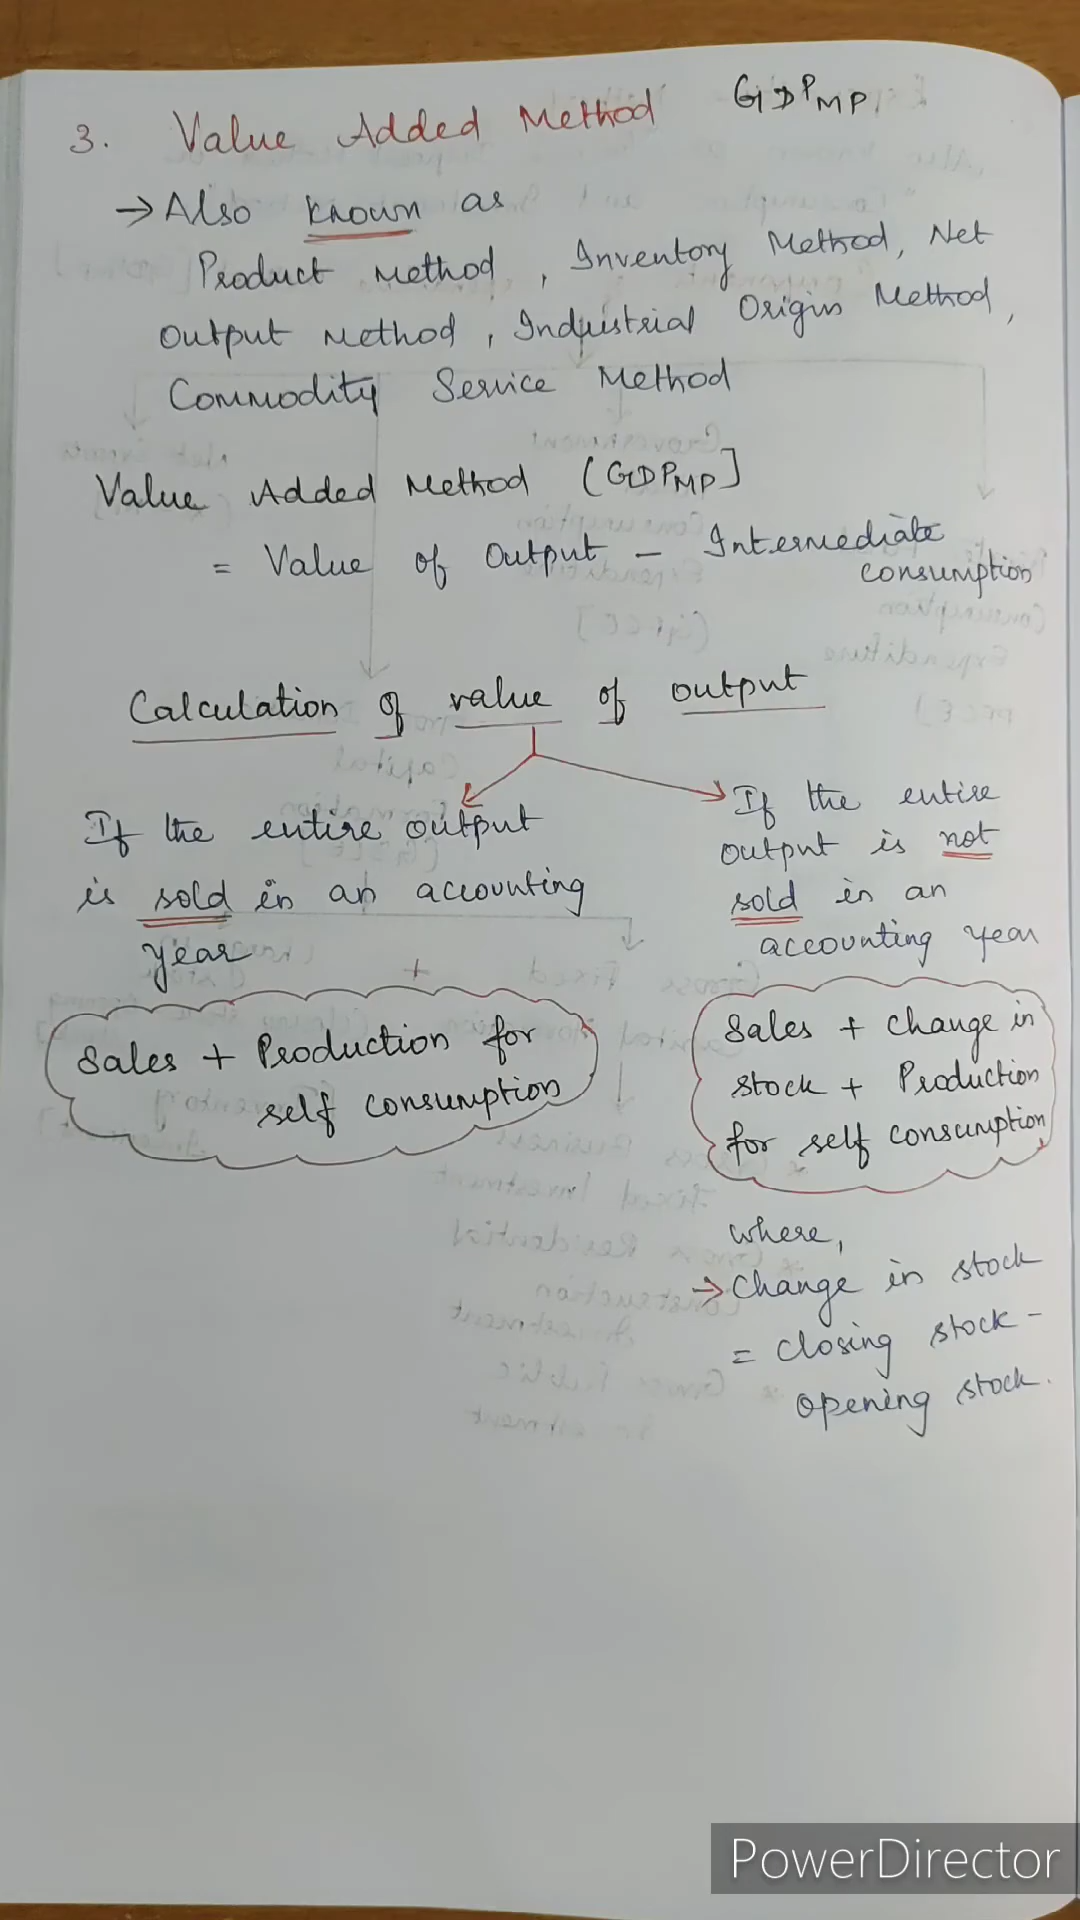 3. Value Added Method GDPMP
→ Also known as
Product Method, Inventory Method, Net
Output Method, Industrial Origin Method,
Commodity Service Method
Value Added Method (GDPMP]
= Value of Output - Intermediate
consumption
Calculation of value of output
If the entire output
is sold in an accounting
year
Sales + Production for
self consumption
If the entire
output is not
sold in an
accounting year
Sales + change in
stock + Production
for self consumption
where,
→ Change in stock
= closing stock -
opening stock.
PowerDirector